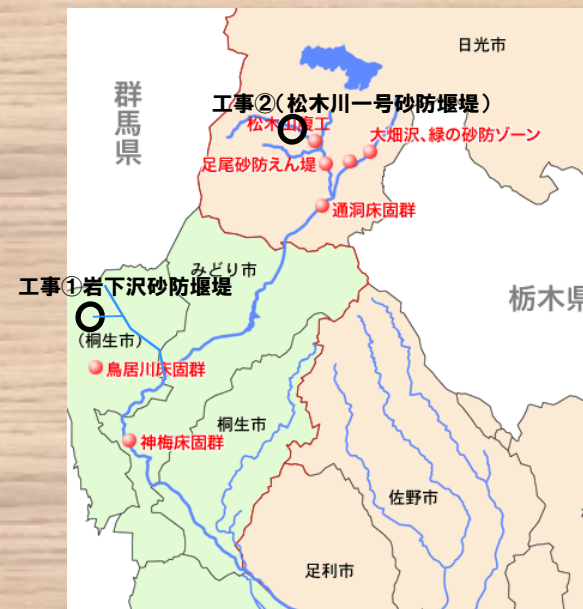 日光市
群馬県
工事②(松木川一号砂防堰堤)
大畑沢、緑の砂防ゾーン
足尾砂防えん堤
通洞床固群
みどり市
工事①岩下沢砂防堰堤
栃木県
(桐生市)
鳥居川床固群
桐生市
神梅床固群
佐野市
足利市